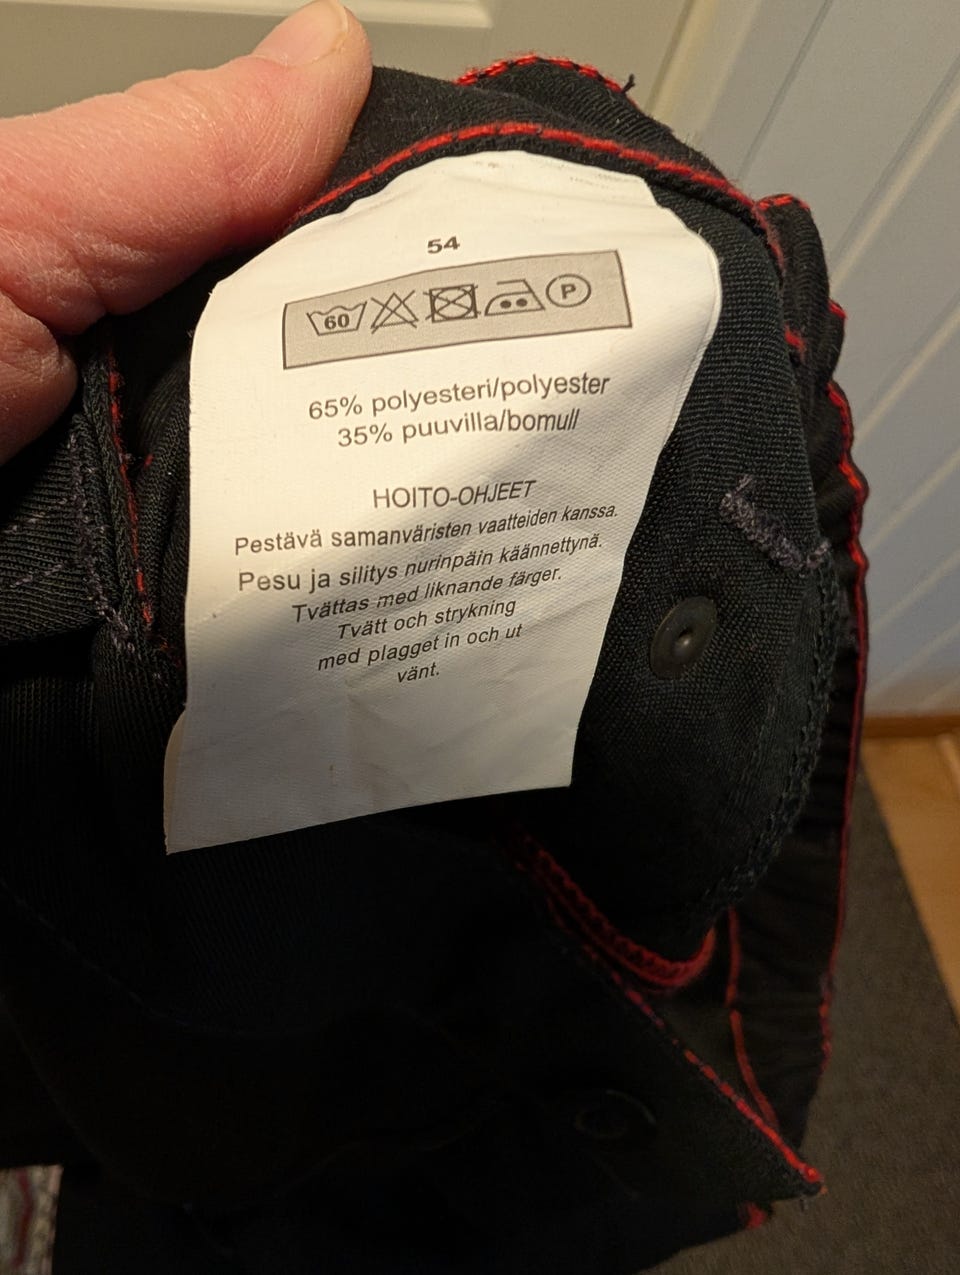 54
60 P
65% polyesteri/polyester
35% puuvilla/bomull
HOITO-OHJEET
Pestävä samanväristen vaatteiden kanssa.
Pesu ja silitys nurinpäin käännettynä.
Tvättas med liknande färger.
Tvätt och strykning
med plagget in och ut
vänt.